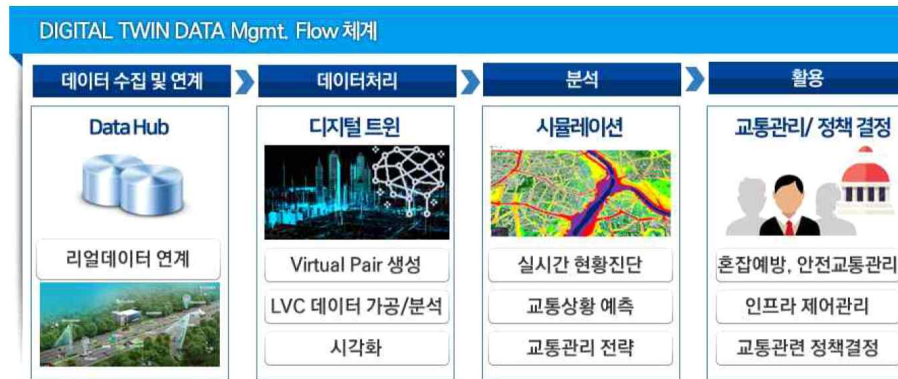 DIGITAL TWIN DATA Mgmt. Flow 체계
데이터 수집 및 연계
데이터처리
분석
활용
Data Hub
리얼데이터 연계
디지털 트윈
Virtual Pair 생성
LVC 데이터 가공/분석
시각화
시뮬레이션
실시간 현황진단
교통상황 예측
교통관리 전략
교통관리/ 정책 결정
혼잡예방, 안전교통관리
인프라 제어관리
교통관련 정책결정